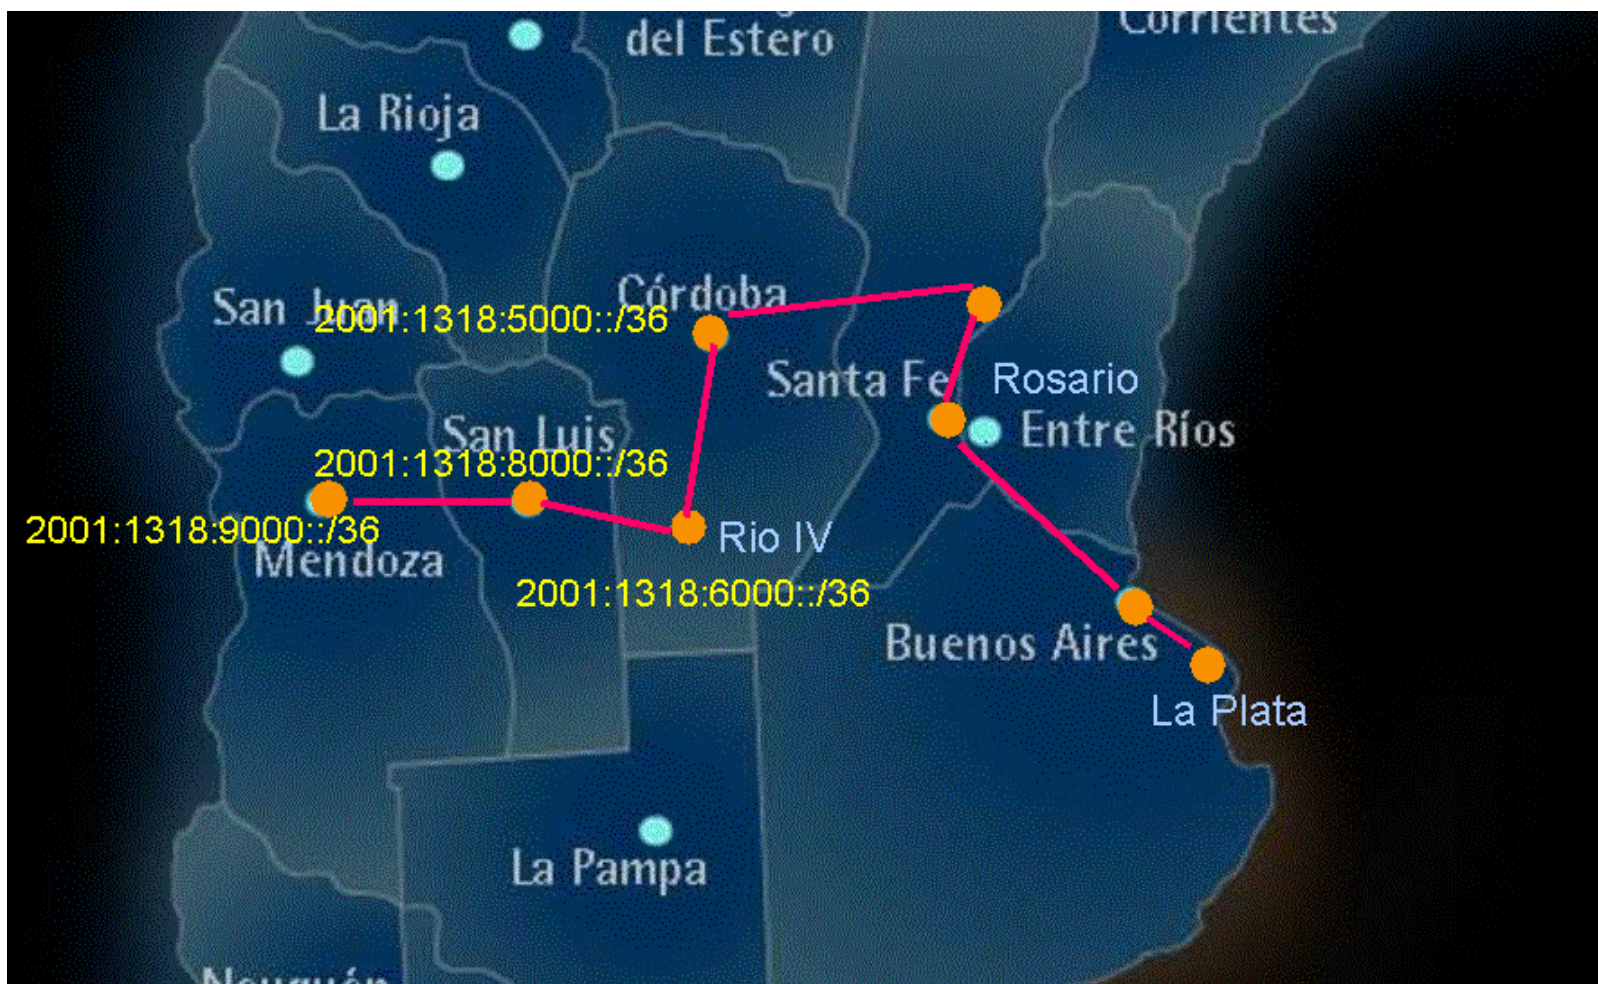 Corrientes
del Estero
La Rioja
Córdoba
San Juan
2001:1318:5000::/36
Santa Fe
Rosario
San Luis
Entre Ríos
2001:1318:8000::/36
2001:1318:9000::/36
Rio IV
Mendoza
2001:1318:6000::/36
Buenos Aires
La Plata
La Pampa
Neuquén